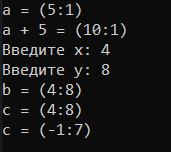 a = (5:1)
a + 5 = (10:1)
Введите x: 4
Введите y: 8
b = (4:8)
c = (4:8)
c = (-1:7)